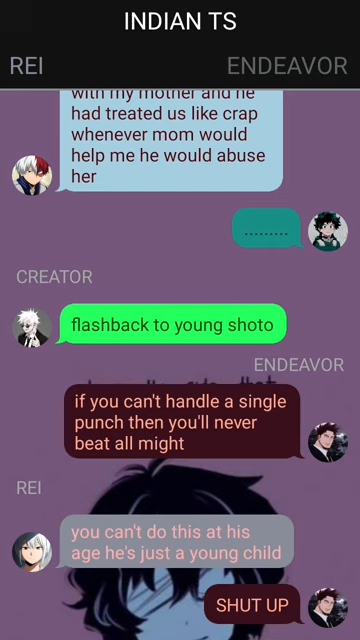 INDIAN TS
REI
ENDEAVOR
with my mother and he
had treated us like crap
whenever mom would
help me he would abuse
her
.........
CREATOR
flashback to young shoto
ENDEAVOR
if you can't handle a single
punch then you'll never
beat all might
REI
you can't do this at his
age he's just a young child
SHUT UP